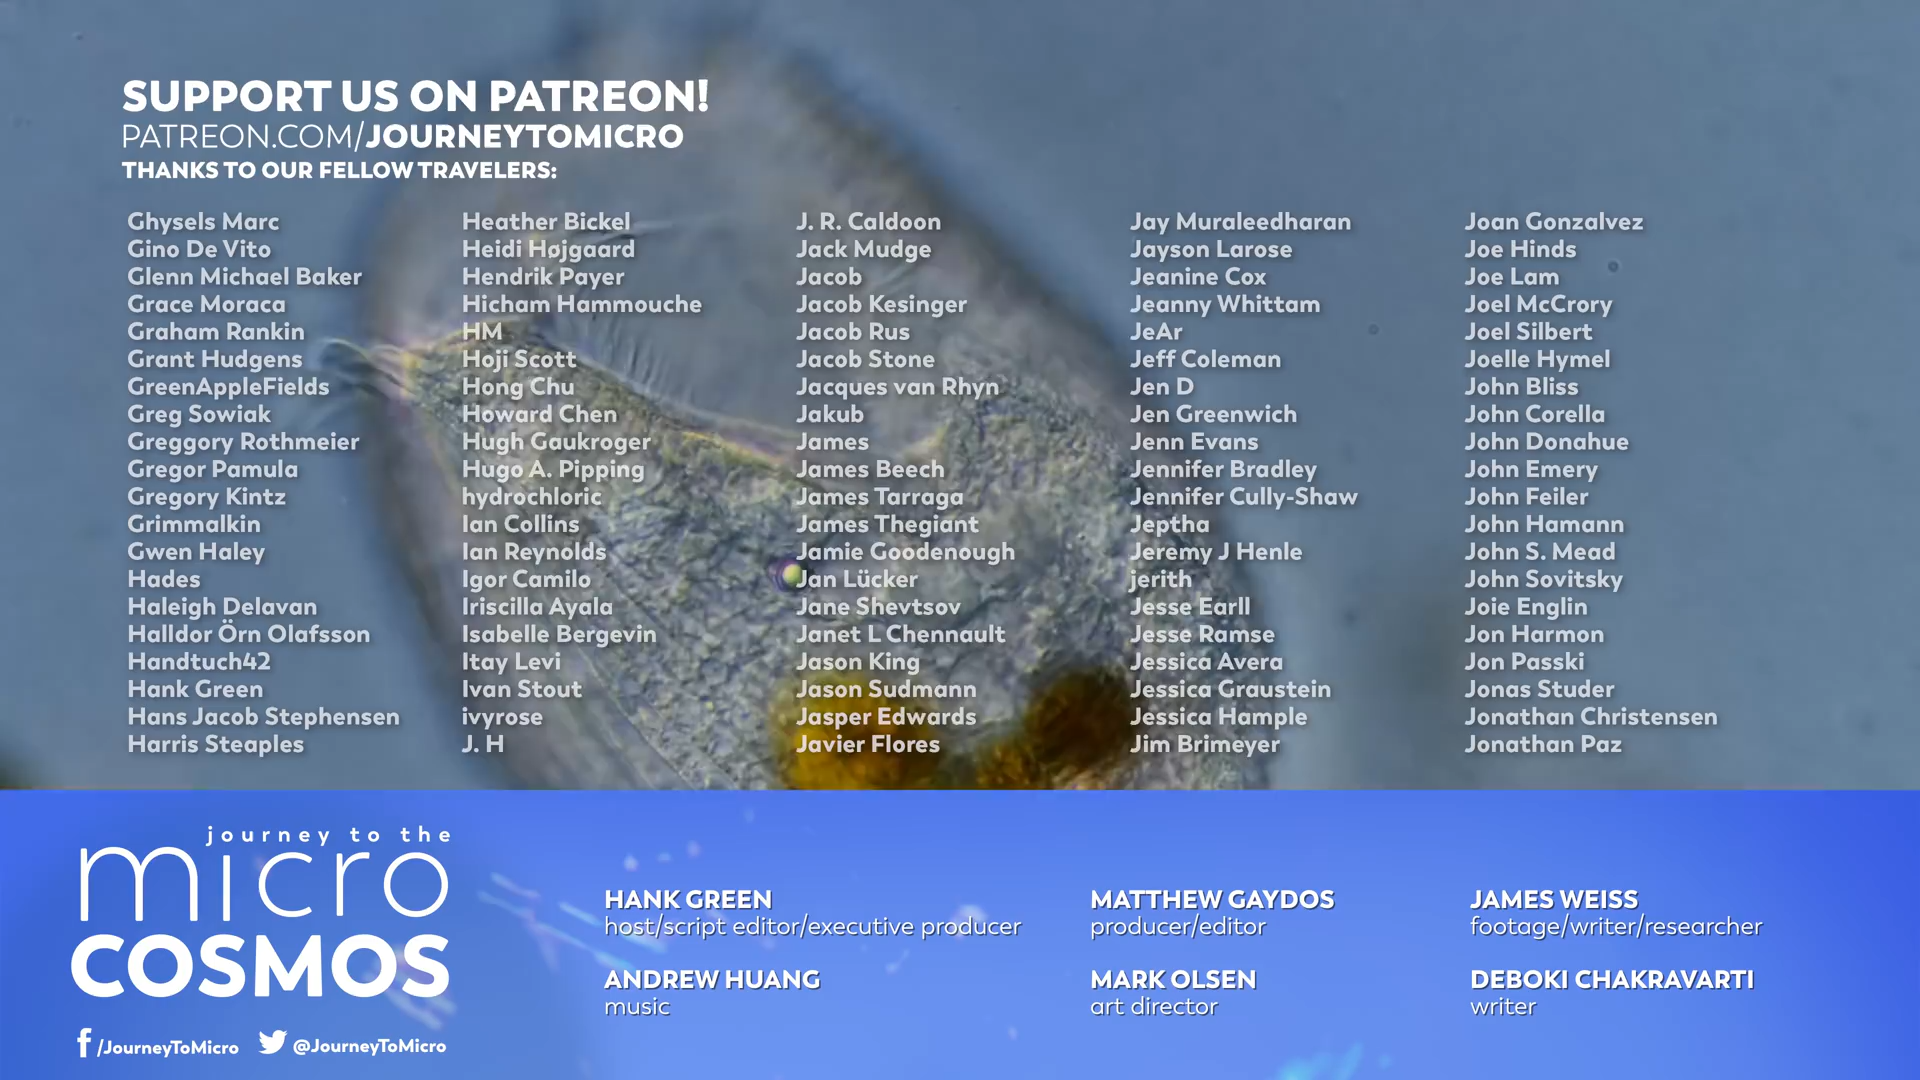 SUPPORT US ON PATREON!
PATREON.COM/JOURNEYTOMICRO
THANKS TO OUR FELLOW TRAVELERS:
Ghysels Marc
Gino De Vito
Glenn Michael Baker
Grace Moraca
Graham Rankin
Grant Hudgens
GreenAppleFields
Greg Sowiak
Greggory Rothmeier
Gregor Pamula
Gregory Kintz
Grimmalkin
Gwen Haley
Hades
Haleigh Delavan
Halldor Örn Olafsson
Handtuch42
Hank Green
Hans Jacob Stephensen
Harris Steaples
Heather Bickel
Heidi Højgaard
Hendrik Payer
Hicham Hammouche
HM
Hoji Scott
Hong Chu
Howard Chen
Hugh Gaukroger
Hugo A. Pipping
hydrochloric
Ian Collins
Ian Reynolds
Igor Camilo
Iriscilla Ayala
Isabelle Bergevin
Itay Levi
Ivan Stout
ivyrose
J. H
J. R. Caldoon
Jack Mudge
Jacob
Jacob Kesinger
Jacob Rus
Jacob Stone
Jacques van Rhyn
Jakub
James
James Beech
James Tarraga
James Thegiant
Jamie Goodenough
Jan Lücker
Jane Shevtsov
Janet L Chennault
Jason King
Jason Sudmann
Jasper Edwards
Javier Flores
Jay Muraleedharan
Jayson Larose
Jeanine Cox
Jeanny Whittam
JeAr
Jeff Coleman
Jen D
Jen Greenwich
Jenn Evans
Jennifer Bradley
Jennifer Cully-Shaw
Jeptha
Jeremy J Henle
jerith
Jesse Earll
Jesse Ramse
Jessica Avera
Jessica Graustein
Jessica Hample
Jim Brimeyer
Joan Gonzalvez
Joe Hinds
Joe Lam
Joel McCrory
Joel Silbert
Joelle Hymel
John Bliss
John Corella
John Donahue
John Emery
John Feiler
John Hamann
John S. Mead
John Sovitsky
Joie Englin
Jon Harmon
Jon Passki
Jonas Studer
Jonathan Christensen
Jonathan Paz
journey to the
micro
COSMOS
/JourneyToMicro
@JourneyToMicro
HANK GREEN
host/script editor/executive producer
ANDREW HUANG
music
MATTHEW GAYDOS
producer/editor
MARK OLSEN
art director
JAMES WEISS
footage/writer/researcher
DEBOKI CHAKRAVARTI
writer